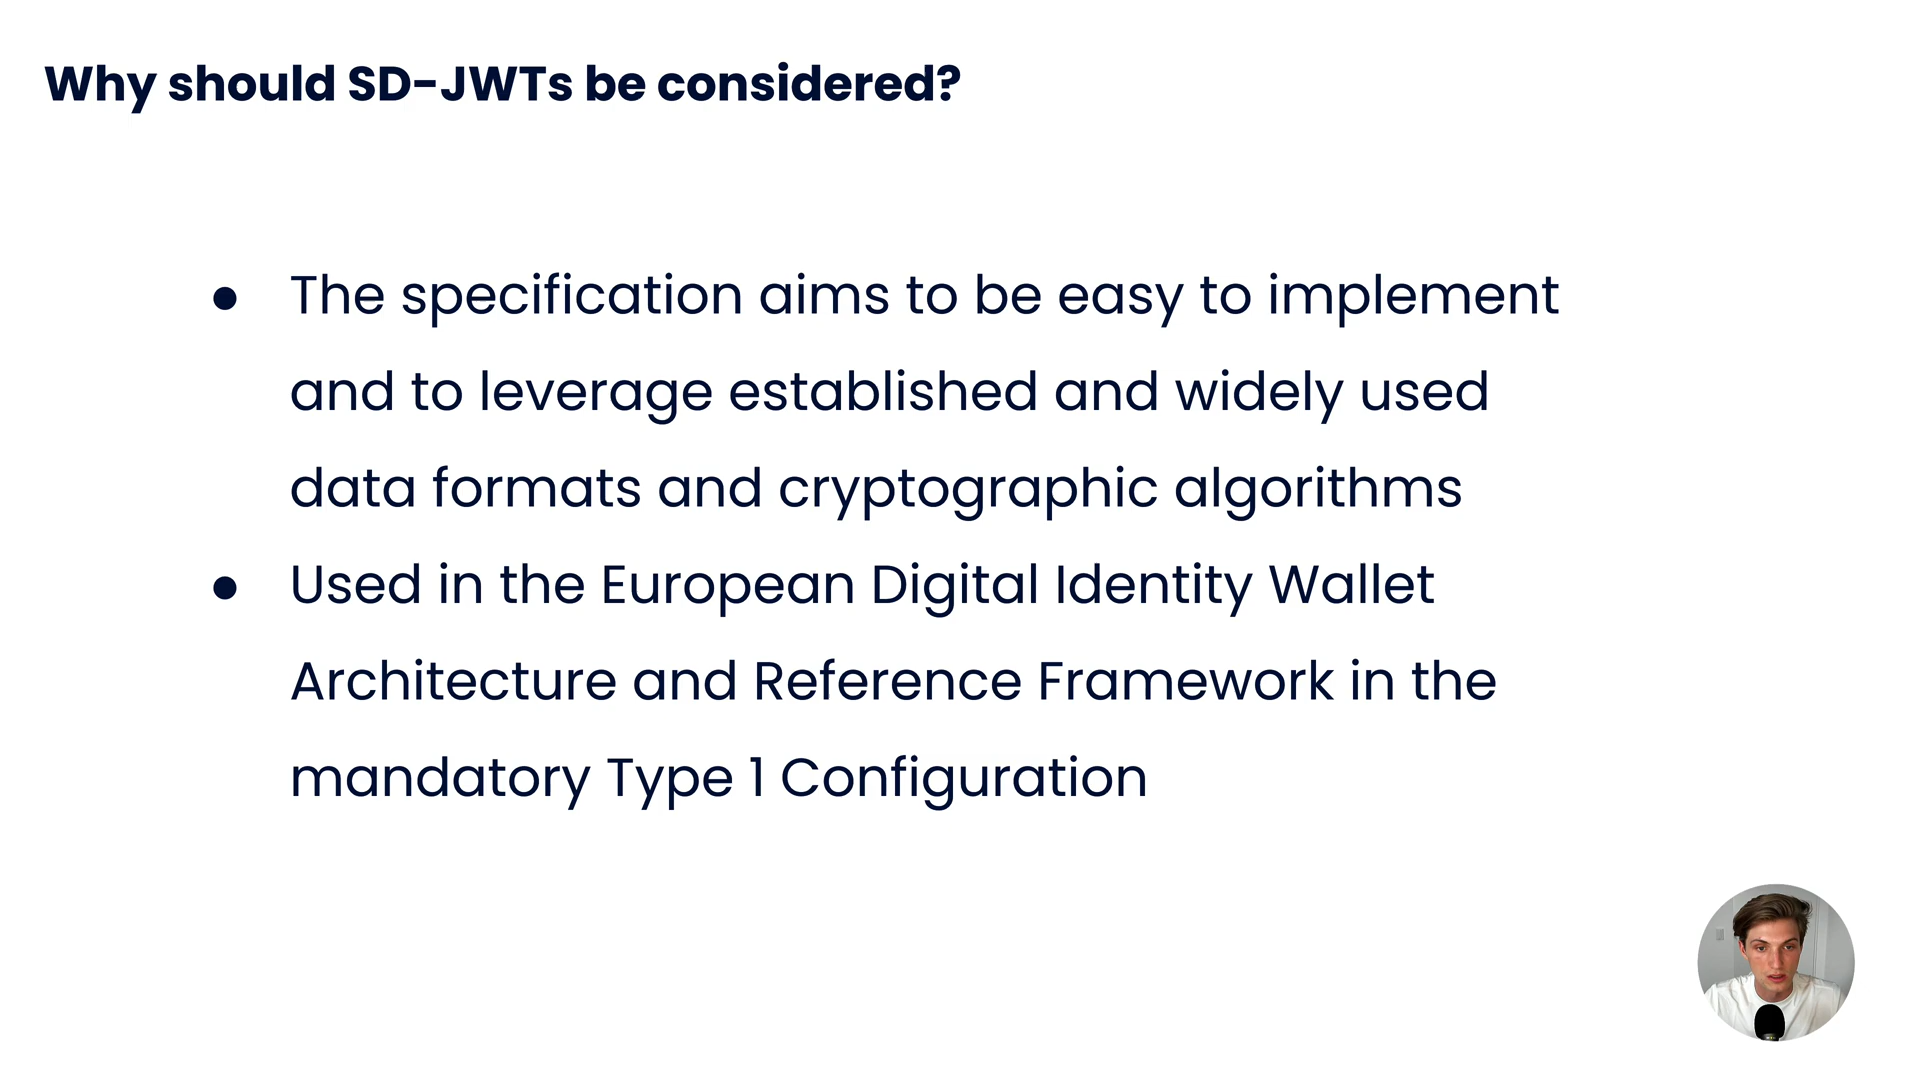 Why should SD-JWTs be considered?
● The specification aims to be easy to implement
and to leverage established and widely used
data formats and cryptographic algorithms
● Used in the European Digital Identity Wallet
Architecture and Reference Framework in the
mandatory Type 1 Configuration